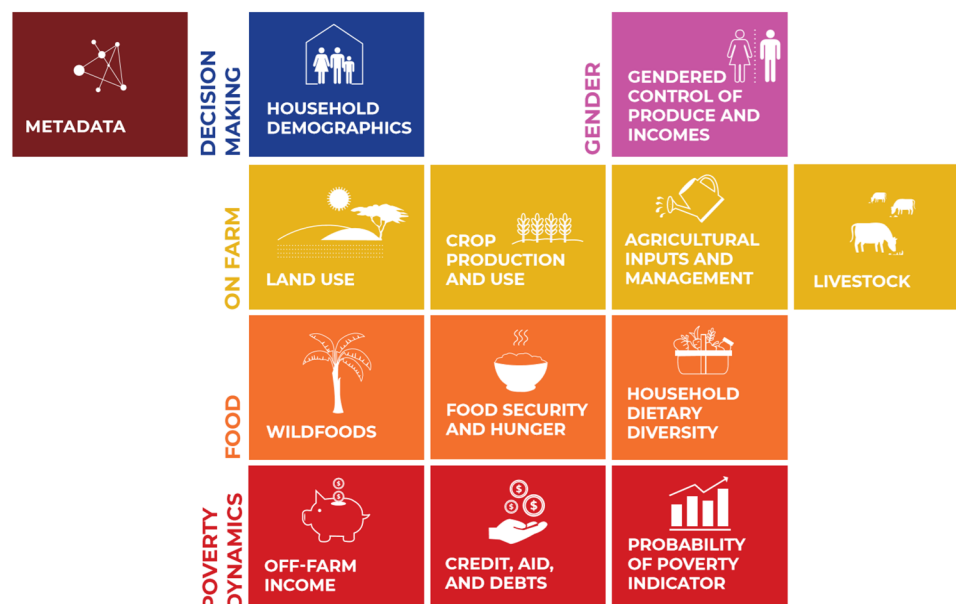 METADATA
DECISION
MAKING
HOUSEHOLD
DEMOGRAPHICS
GENDER
GENDERED
CONTROL OF
PRODUCE AND
INCOMES
ON FARM
LAND USE
CROP
PRODUCTION
AND USE
AGRICULTURAL
INPUTS AND
MANAGEMENT
LIVESTOCK
FOOD
WILDFOODS
FOOD SECURITY
AND HUNGER
HOUSEHOLD
DIETARY
DIVERSITY
POVERTY
DYNAMICS
$
$
OFF-FARM
INCOME
$
$
$
CREDIT, AID,
AND DEBTS
PROBABILITY
OF POVERTY
INDICATOR